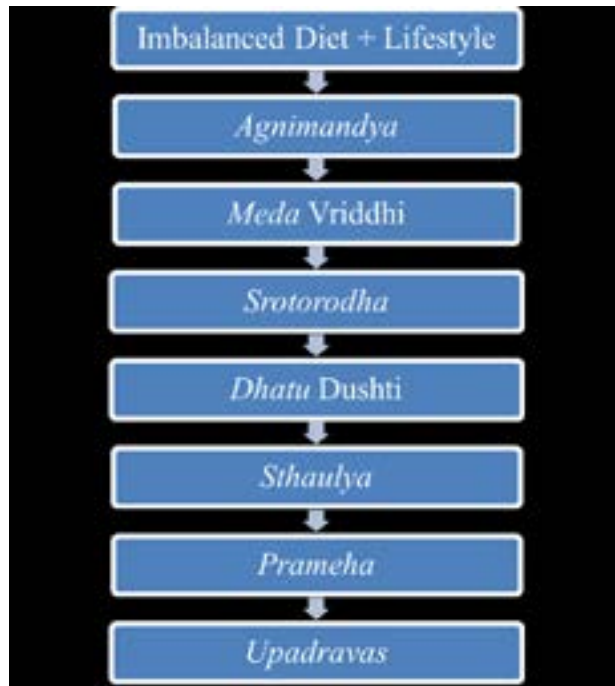 Imbalanced Diet + Lifestyle
Agnimandya
Meda Vriddhi
Srotorodha
Dhatu Dushti
Sthaulya
Prameha
Upadravas